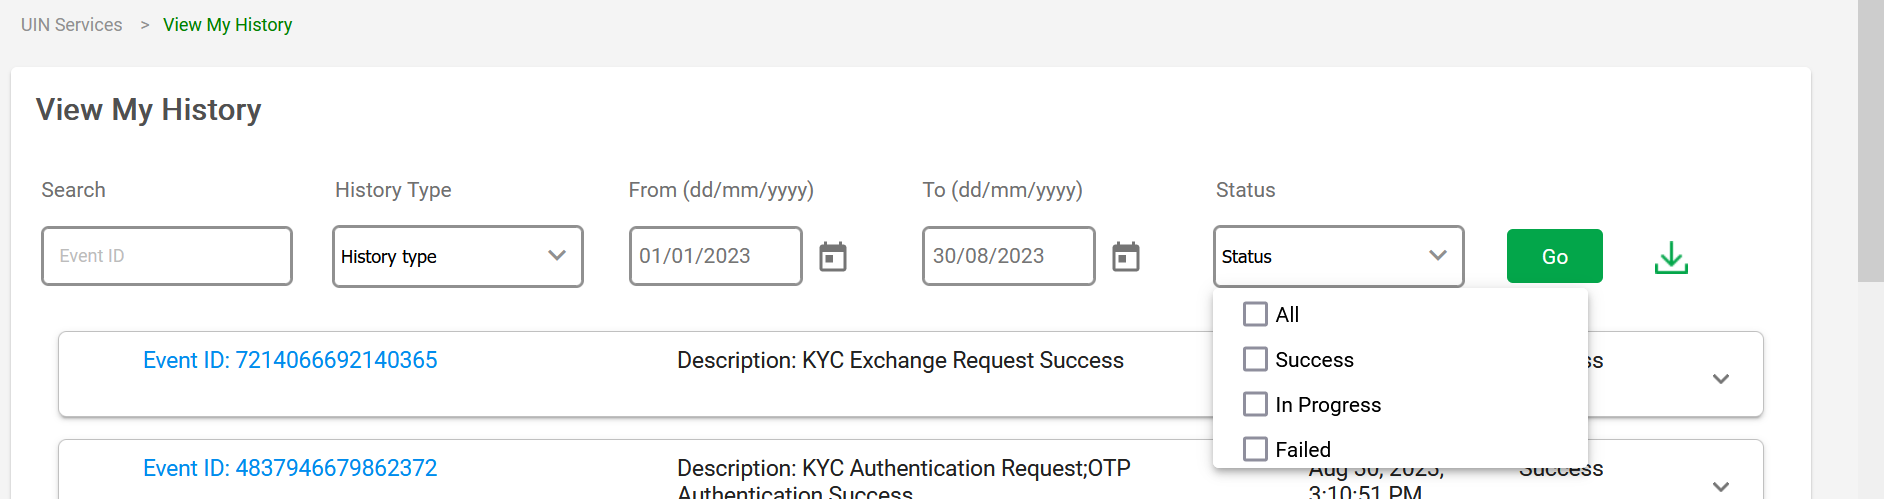 UIN Services > View My History
View My History
Search
History Type
From (dd/mm/yyyy)
To (dd/mm/yyyy)
Status
Event ID
History type
01/01/2023
30/08/2023
Status
Go
All
Success
In Progress
Failed
Event ID: 7214066692140365
Description: KYC Exchange Request Success
ss
Event ID: 4837946679862372
Description: KYC Authentication Request;OTP
Authentication Success
Aug 30, 2023,
3:10:51 PM
Success